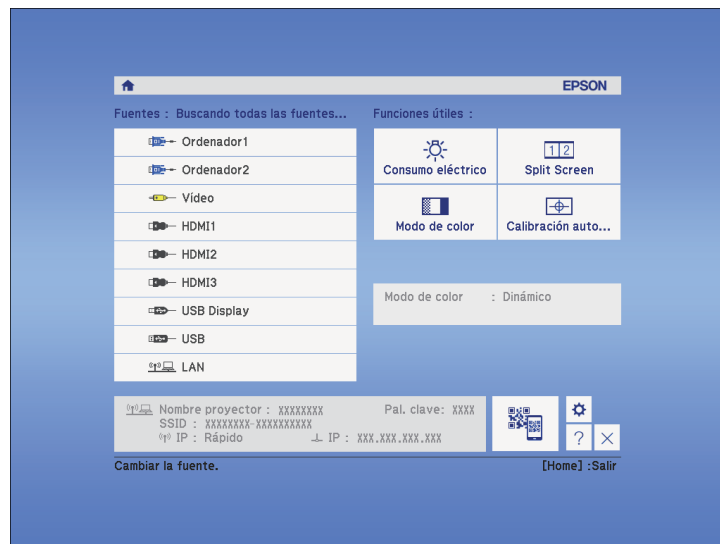 EPSON
Fuentes : Buscando todas las fuentes...
Ordenador1
Ordenador2
Vídeo
HDMI1
HDMI2
HDMI3
USB Display
USB
LAN
Funciones útiles :
Consumo eléctrico
1 2
Split Screen
Modo de color
Calibración auto...
Modo de color : Dinámico
Nombre proyector : XXXXXXXX Pal. clave: XXXX
SSID : XXXXXXXX-XXXXXXXXXX
IP : Rápido IP : XXX.XXX.XXX.XXX
?
Cambiar la fuente. [Home] :Salir